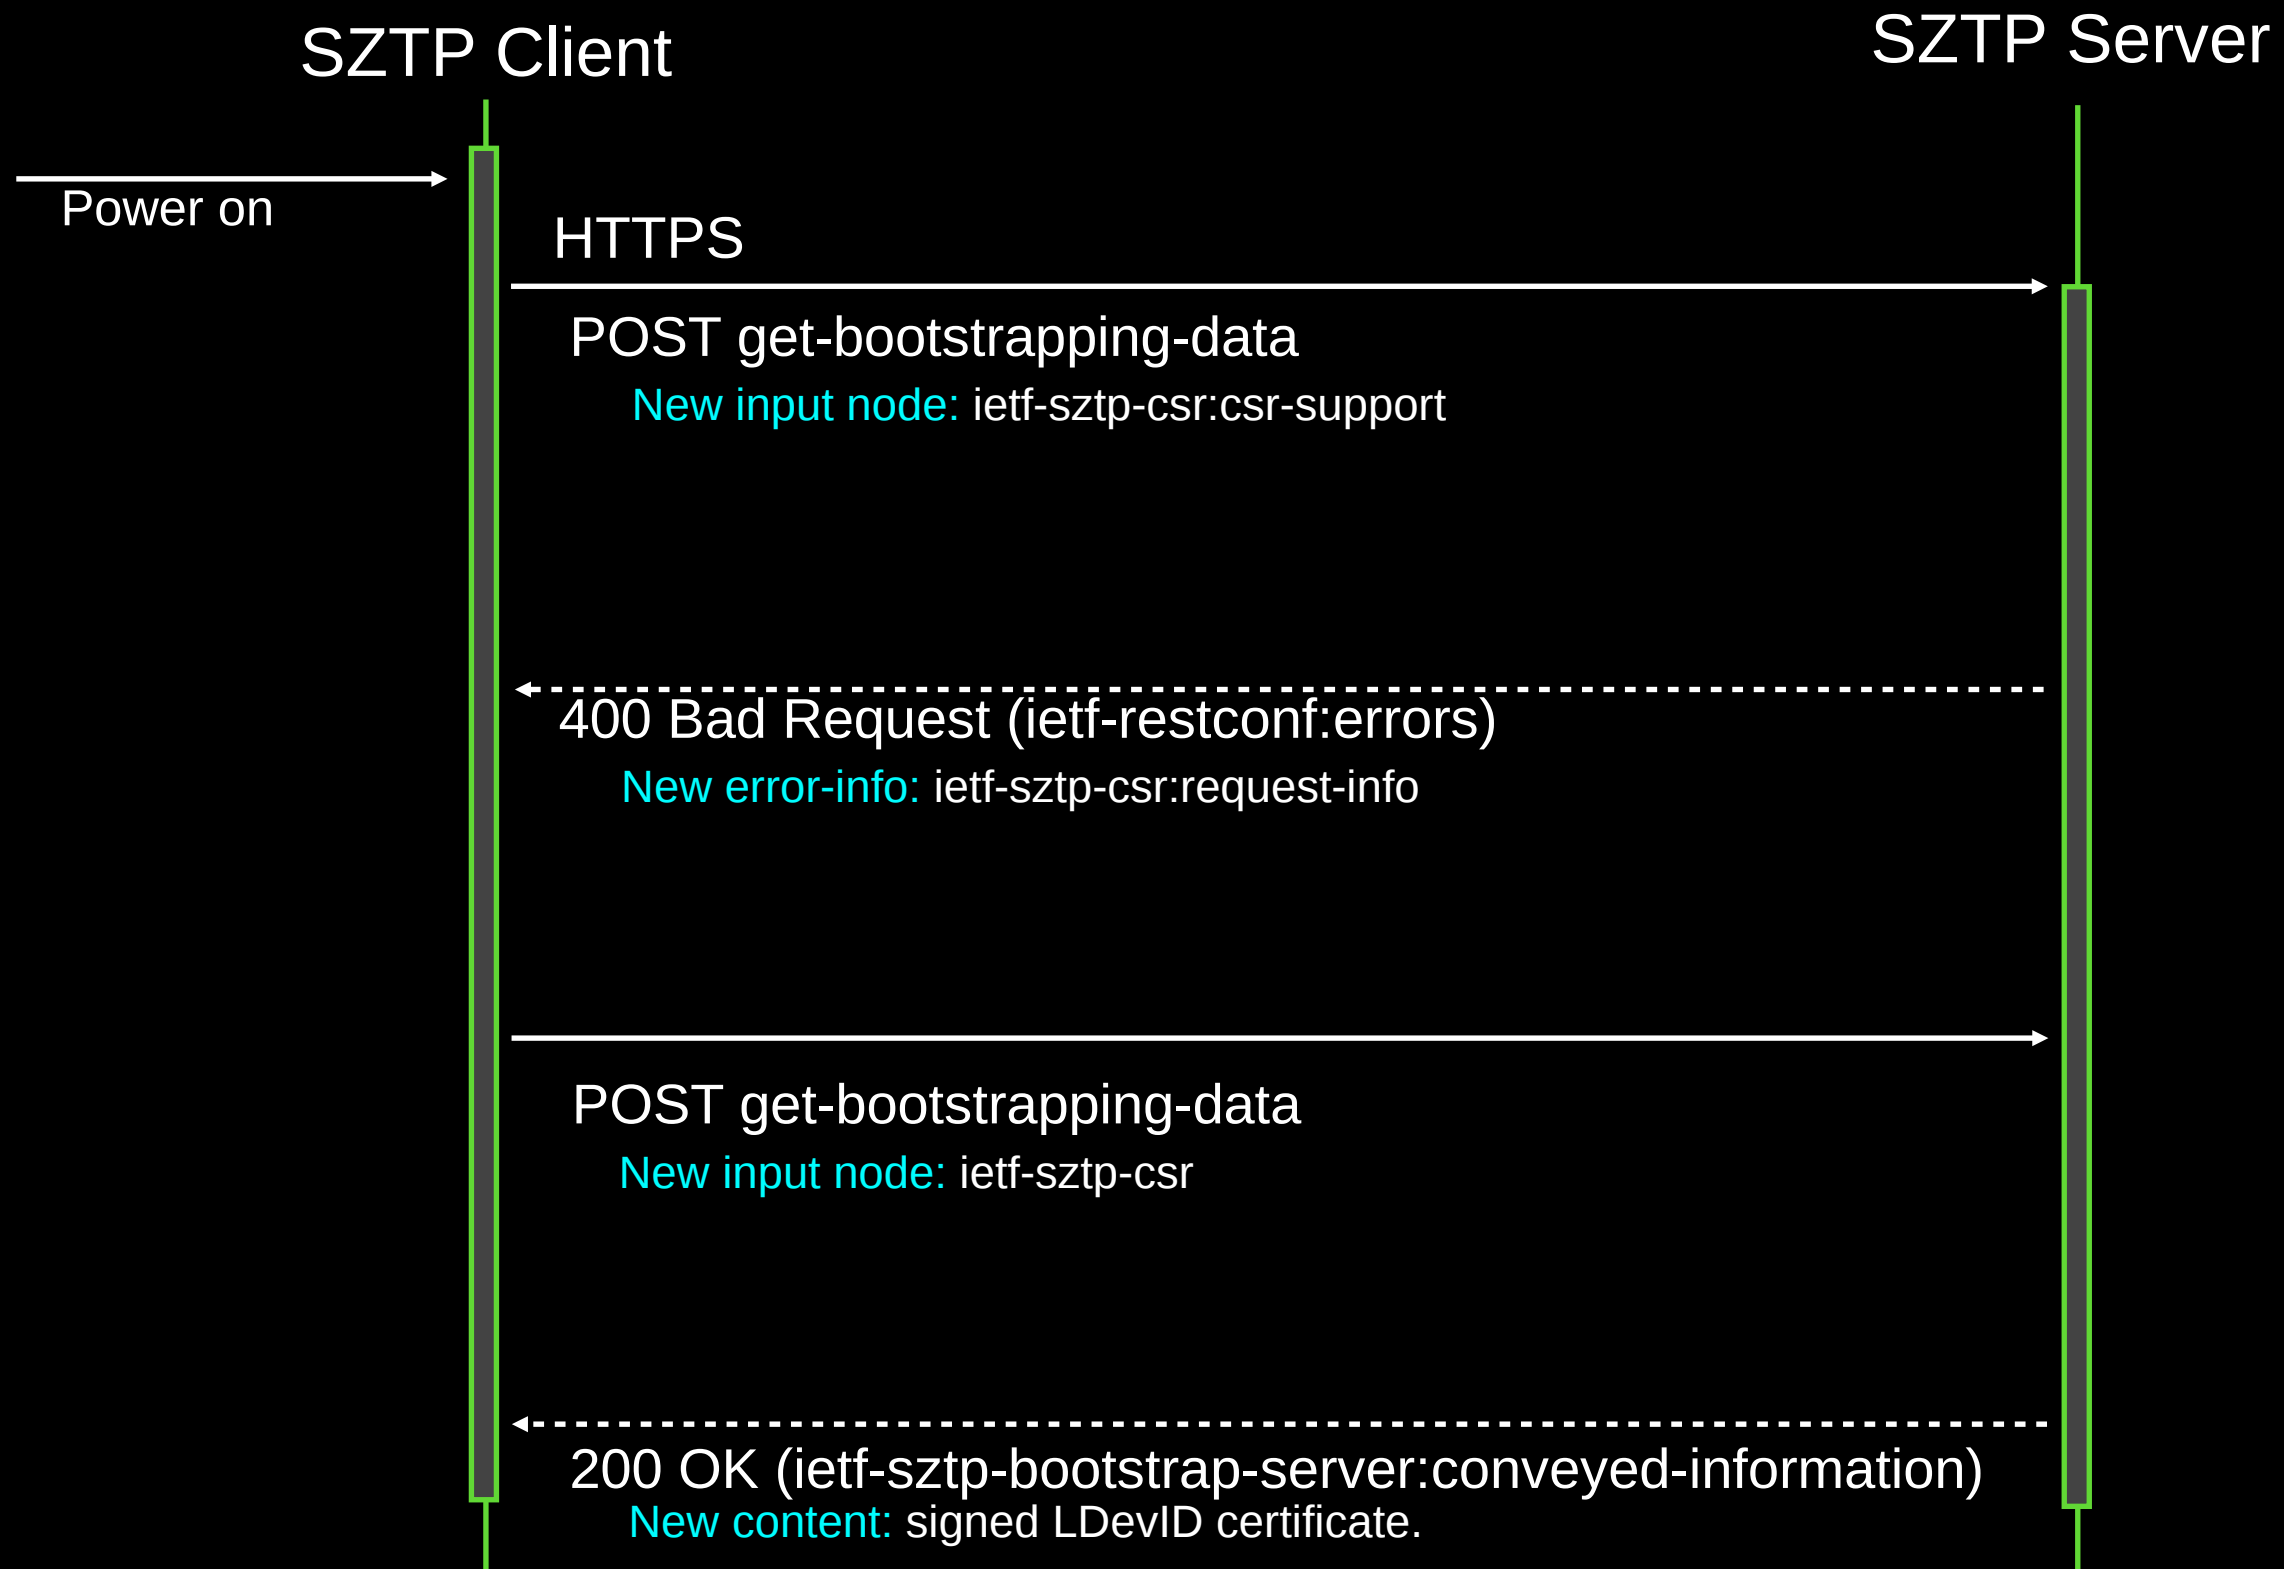 SZTP Client
SZTP Server
Power on
HTTPS
POST get-bootstrapping-data
New input node: ietf-sztp-csr:csr-support
400 Bad Request (ietf-restconf:errors)
New error-info: ietf-sztp-csr:request-info
POST get-bootstrapping-data
New input node: ietf-sztp-csr
200 OK (ietf-sztp-bootstrap-server:conveyed-information)
New content: signed LDevID certificate.